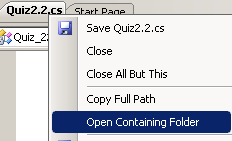 Quiz2.2.cs Start Page
Quiz_22
Save Quiz2.2.cs
Close
Close All But This
Copy Full Path
Open Containing Folder